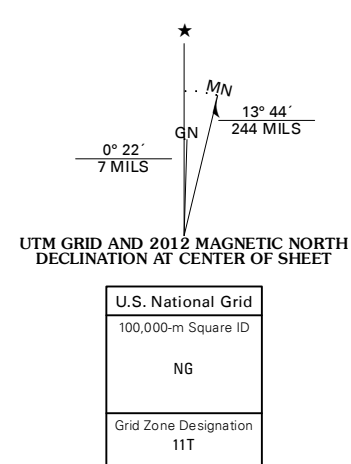 ★
MN
GN
13° 44´
244 MILS
0° 22´
7 MILS
UTM GRID AND 2012 MAGNETIC NORTH
DECLINATION AT CENTER OF SHEET
U.S. National Grid
100,000-m Square ID
NG
Grid Zone Designation
11T